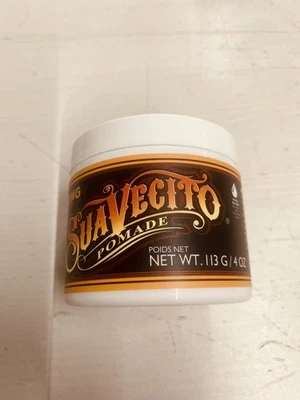 SUAVECITO
POMADE
POIDS NET
NET WT. 113 G/4 OZ